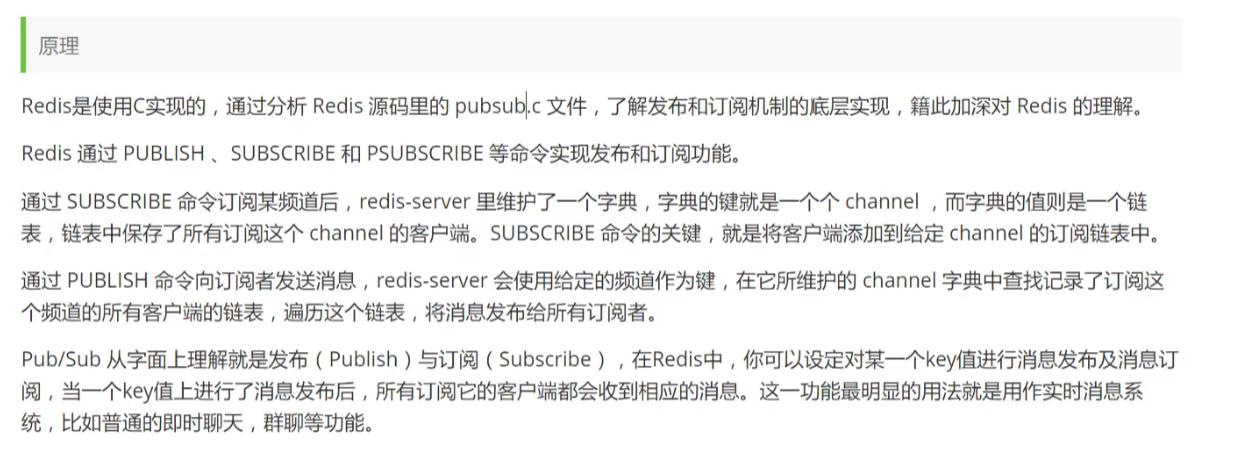 原理
Redis是使用C实现的，通过分析 Redis 源码里的 pubsub.c 文件，了解发布和订阅机制的底层实现，籍此加深对 Redis 的理解。
Redis 通过 PUBLISH 、SUBSCRIBE 和 PSUBSCRIBE 等命令实现发布和订阅功能。
通过 SUBSCRIBE 命令订阅某频道后，redis-server 里维护了一个字典，字典的键就是一个个 channel ，而字典的值则是一个链
表，链表中保存了所有订阅这个 channel 的客户端。SUBSCRIBE 命令的关键，就是将客户端添加到给定 channel 的订阅链表中。
通过 PUBLISH 命令向订阅者发送消息，redis-server 会使用给定的频道作为键，在它所维护的 channel 字典中查找记录了订阅这
个频道的所有客户端的链表，遍历这个链表，将消息发布给所有订阅者。
Pub/Sub 从字面上理解就是发布（Publish）与订阅（Subscribe），在Redis中，你可以设定对某一个key值进行消息发布及消息订
阅，当一个key值上进行了消息发布后，所有订阅它的客户端都会收到相应的消息。这一功能最明显的用法就是用作实时消息系
统，比如普通的即时聊天，群聊等功能。